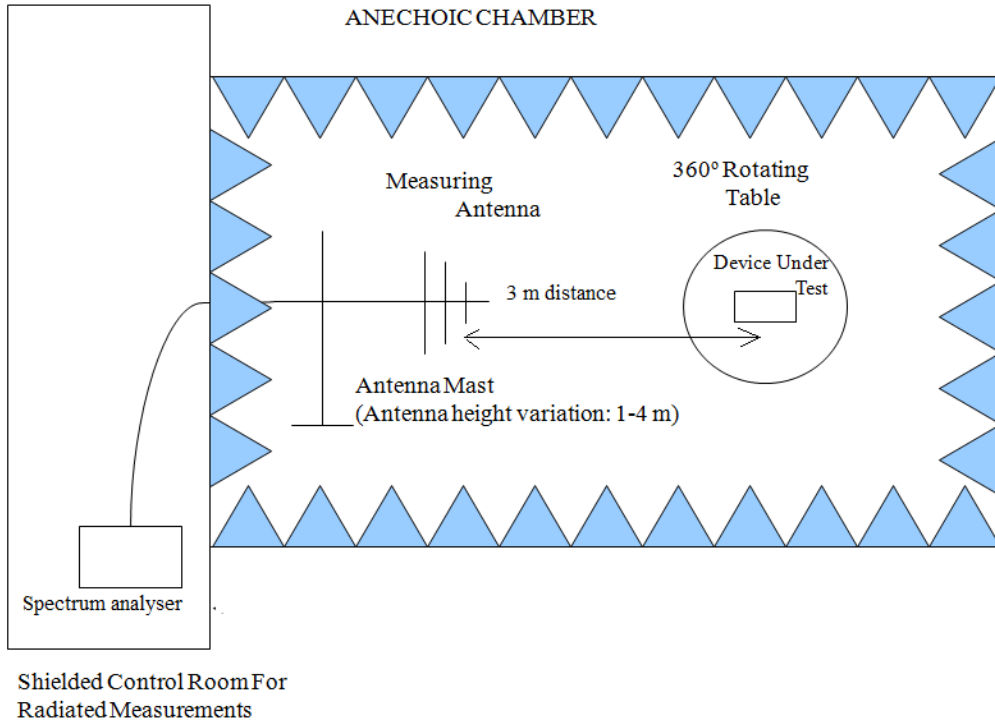 ANECHOIC CHAMBER
Measuring
Antenna
360º Rotating
Table
Device Under
Test
3 m distance
Antenna Mast
(Antenna height variation: 1-4 m)
Spectrum analyser
Shielded Control Room For
Radiated Measurements